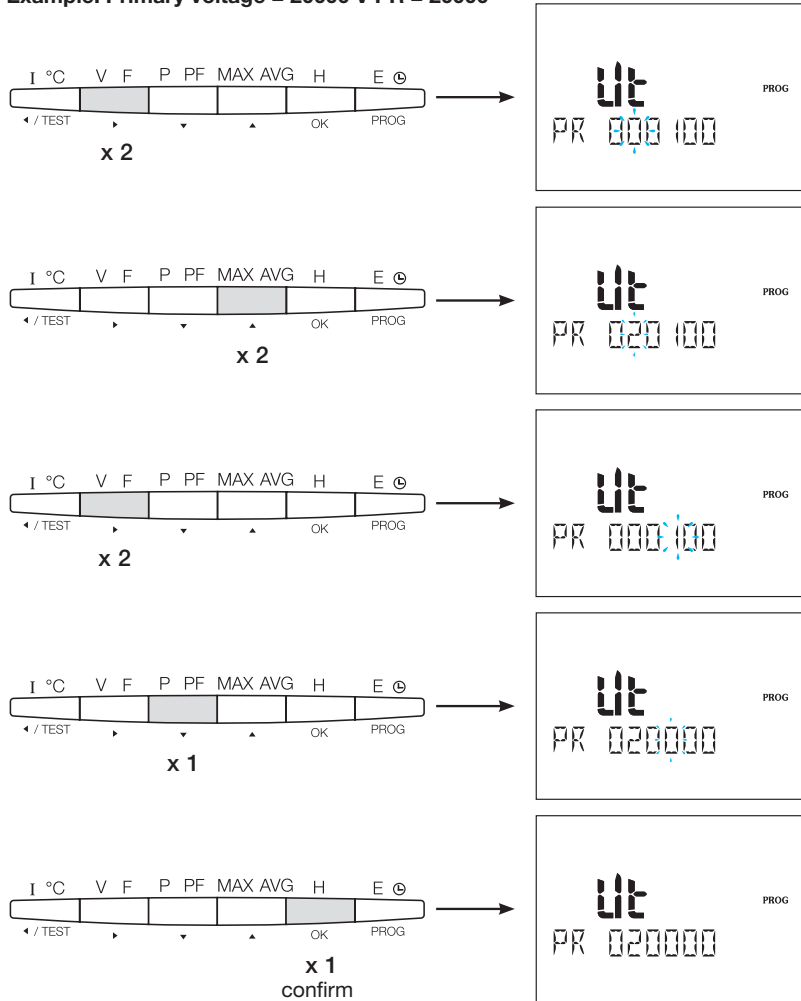 Example: Primary voltage = 20000 V PR = 20000
I °C V F P PF MAX AVG H E
◂ / TEST ▸ ▾ ▴ OK PROG
x 2
Ut PROG
PR 000100
I °C V F P PF MAX AVG H E
◂ / TEST ▸ ▾ ▴ OK PROG
x 2
Ut PROG
PR 020100
I °C V F P PF MAX AVG H E
◂ / TEST ▸ ▾ ▴ OK PROG
x 2
Ut PROG
PR 000100
I °C V F P PF MAX AVG H E
◂ / TEST ▸ ▾ ▴ OK PROG
x 1
Ut PROG
PR 020000
I °C V F P PF MAX AVG H E
◂ / TEST ▸ ▾ ▴ OK PROG
x 1
confirm
Ut PROG
PR 020000